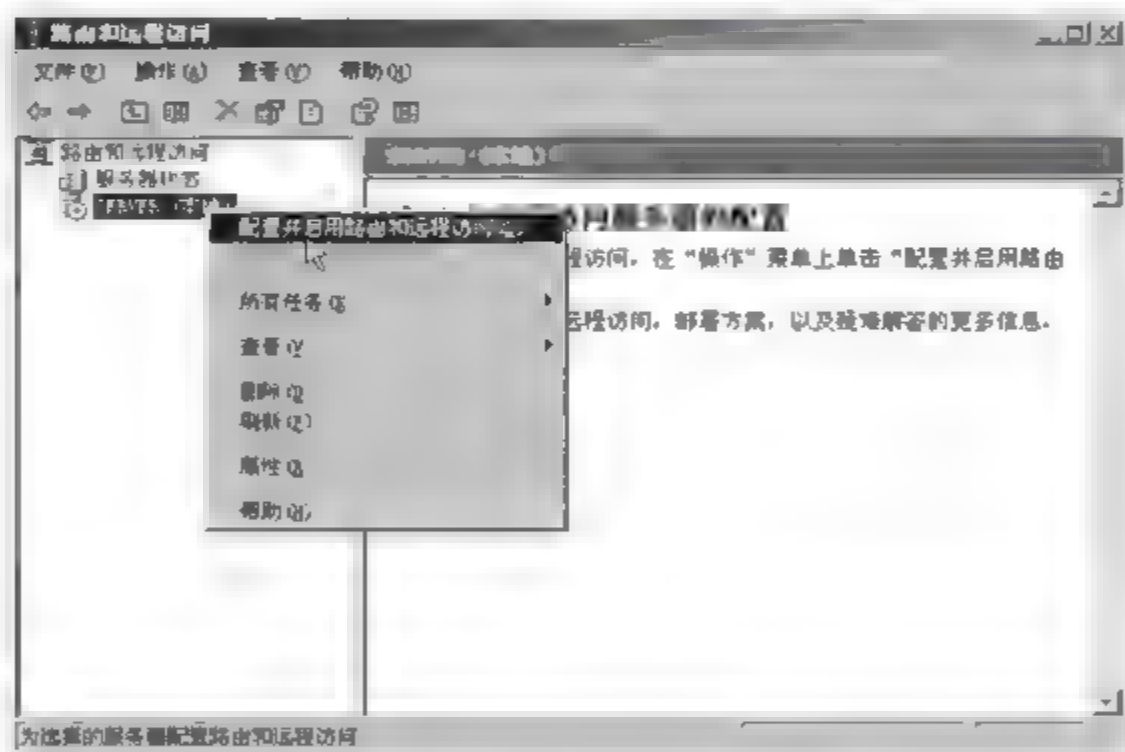 路由和远程访问
文件(F) 操作(A) 查看(V) 帮助(H)
路由和远程访问
服务器状态
(本地)
(本地)
配置并启用路由和远程访问(C)
程访问，在“操作”菜单上单击“配置并启用路由
所有任务(K)
远程访问，部署方案，以及疑难解答的更多信息。
查看(V)
删除(D)
刷新(F)
属性(R)
帮助(H)
为选择的服务器配置路由和远程访问